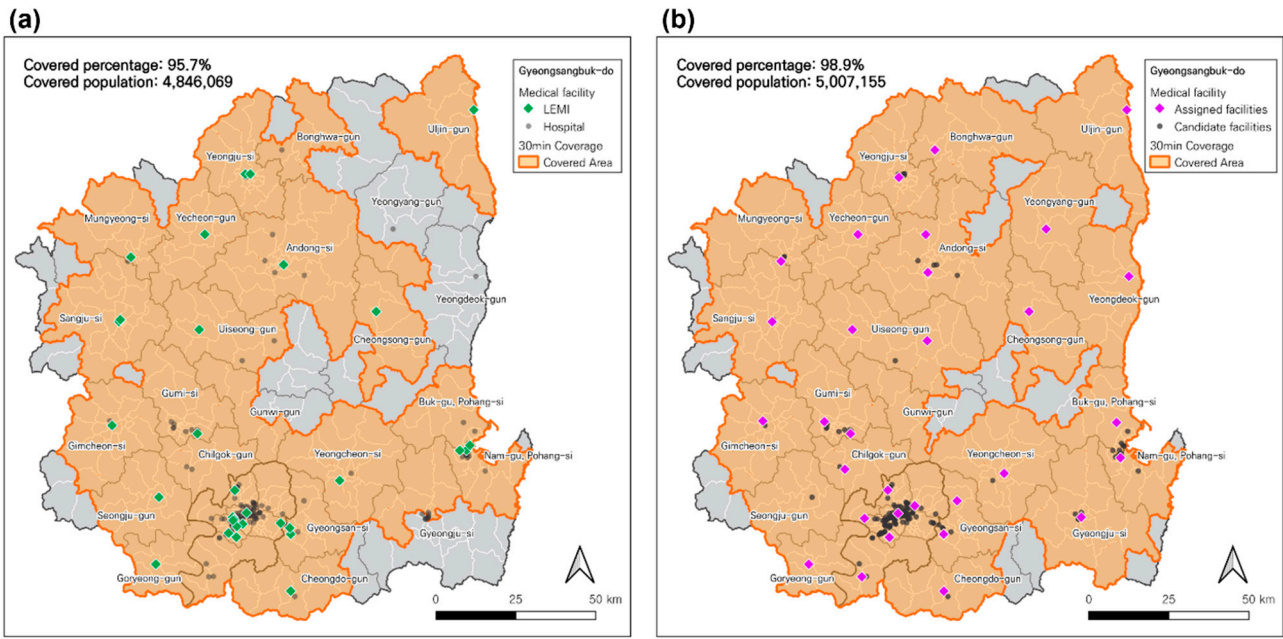 (a)
Covered percentage: 95.7%
Covered population: 4,846,069
Gyeongsangbuk-do
Medical facility
LEMI
Hospital
30min Coverage
Covered Area
Uljin-gun
Bonghwa-gun
Yeongju-si
Yeongyang-gun
Mungyeong-si
Yecheon-gun
Andong-si
Yeongdeok-gun
Sangju-si
Uiseong-gun
Cheongsong-gun
Gumi-si
Buk-gu, Pohang-si
Gunwi-gun
Gimcheon-si
Chilgok-gun
Yeongcheon-si
Nam-gu, Pohang-si
Seongju-gun
Gyeongsan-si
Gyeongju-si
Goryeong-gun
Cheongdo-gun
0 25 50 km
(b)
Covered percentage: 98.9%
Covered population: 5,007,155
Gyeongsangbuk-do
Medical facility
Assigned facilities
Candidate facilities
30min Coverage
Covered Area
Uljin-gun
Bonghwa-gun
Yeongju-si
Yeongyang-gun
Mungyeong-si
Yecheon-gun
Andong-si
Yeongdeok-gun
Sangju-si
Uiseong-gun
Cheongsong-gun
Gumi-si
Buk-gu, Pohang-si
Gunwi-gun
Gimcheon-si
Chilgok-gun
Yeongcheon-si
Nam-gu, Pohang-si
Seongju-gun
Gyeongsan-si
Gyeongju-si
Goryeong-gun
Cheongdo-gun
0 25 50 km